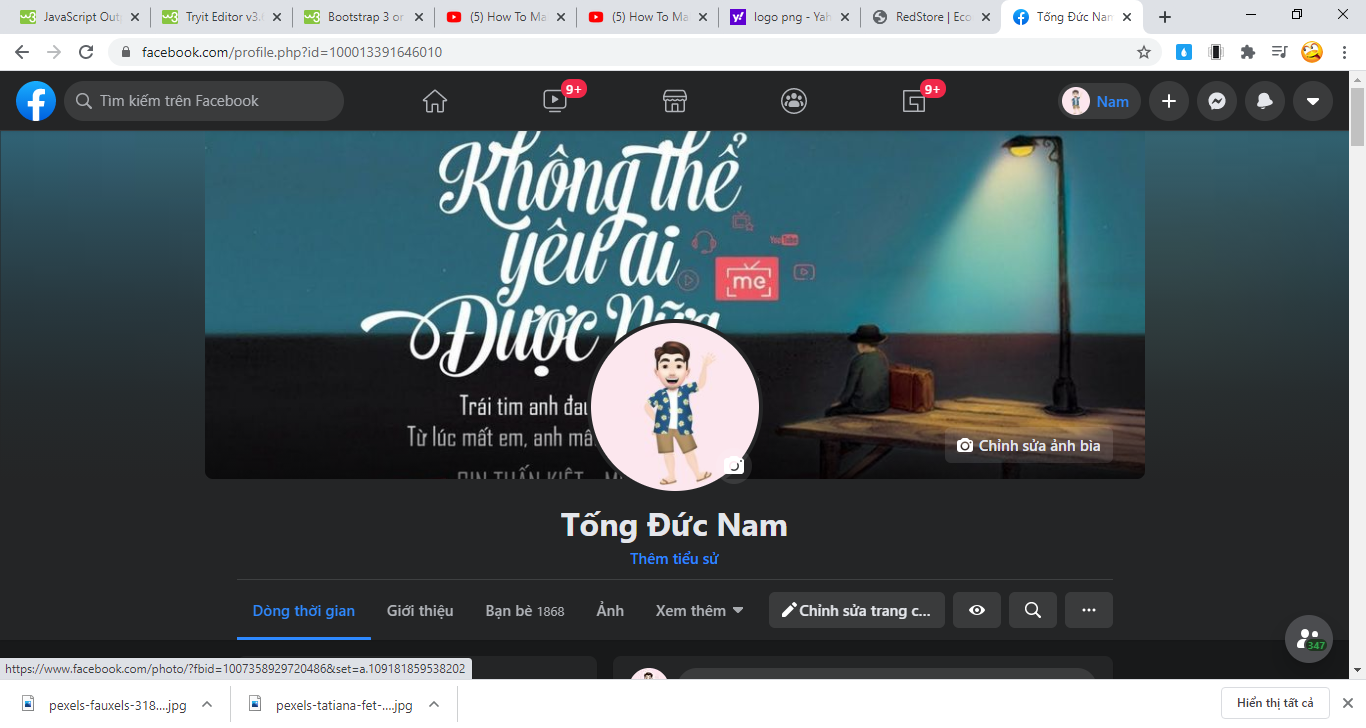 JavaScript Outp
Tryit Editor v3.
Bootstrap 3 or
(5) How To Ma
(5) How To Ma
logo png - Yah
RedStore | Eco
Tống Đức Nam
facebook.com/profile.php?id=100013391646010
Tìm kiếm trên Facebook
9+
9+
Nam
Không thể
yêu ai
Được Nữa
YouTube
me
Trái tim anh đau
Từ lúc mất em, anh mấ
Chỉnh sửa ảnh bìa
Tống Đức Nam
Thêm tiểu sử
Dòng thời gian
Giới thiệu
Bạn bè 1868
Ảnh
Xem thêm
Chỉnh sửa trang c...
347
https://www.facebook.com/photo/?fbid=1007358929720486&set=a.109181859538202
pexels-fauxels-318....jpg
pexels-tatiana-fet-....jpg
Hiển thị tất cả